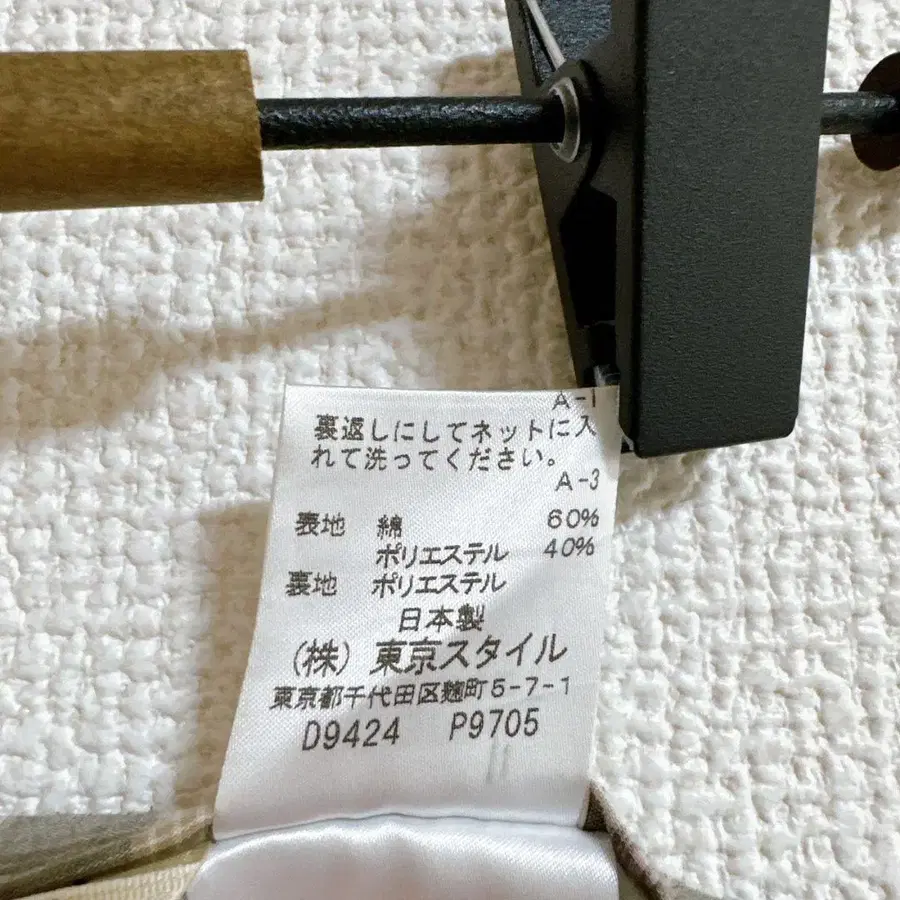 A-1
裏返しにしてネットに入
れて洗ってください。
A-3
表地 綿 60%
ポリエステル 40%
裏地 ポリエステル
日本製
(株) 東京スタイル
東京都千代田区麹町5-7-1
D9424 P9705